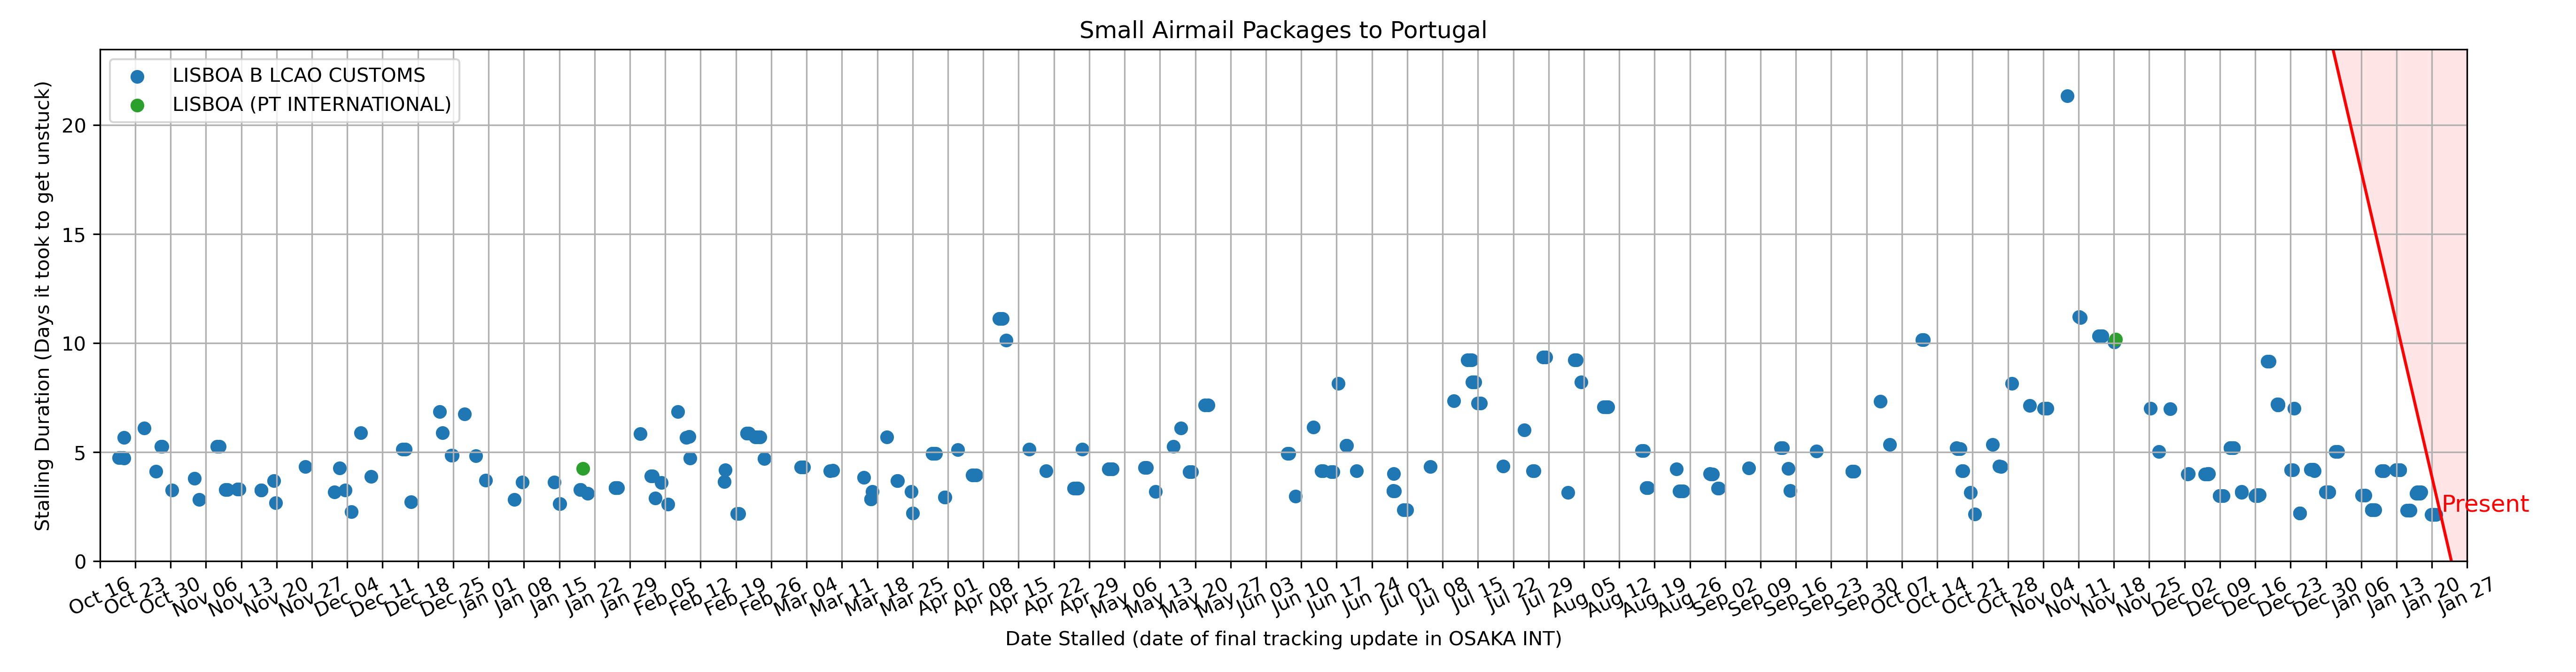 Small Airmail Packages to Portugal
LISBOA B LCAO CUSTOMS
LISBOA (PT INTERNATIONAL)
Stalling Duration (Days it took to get unstuck)
20
15
10
5
0
Present
Oct 16 Oct 23 Oct 30 Nov 06 Nov 13 Nov 20 Nov 27 Dec 04 Dec 11 Dec 18 Dec 25 Jan 01 Jan 08 Jan 15 Jan 22 Jan 29 Feb 05 Feb 12 Feb 19 Feb 26 Mar 04 Mar 11 Mar 18 Mar 25 Apr 01 Apr 08 Apr 15 Apr 22 Apr 29 May 06 May 13 May 20 May 27 Jun 03 Jun 10 Jun 17 Jun 24 Jul 01 Jul 08 Jul 15 Jul 22 Jul 29 Aug 05 Aug 12 Aug 19 Aug 26 Sep 02 Sep 09 Sep 16 Sep 23 Sep 30 Oct 07 Oct 14 Oct 21 Oct 28 Nov 04 Nov 11 Nov 18 Nov 25 Dec 02 Dec 09 Dec 16 Dec 23 Dec 30 Jan 06 Jan 13 Jan 20 Jan 27
Date Stalled (date of final tracking update in OSAKA INT)